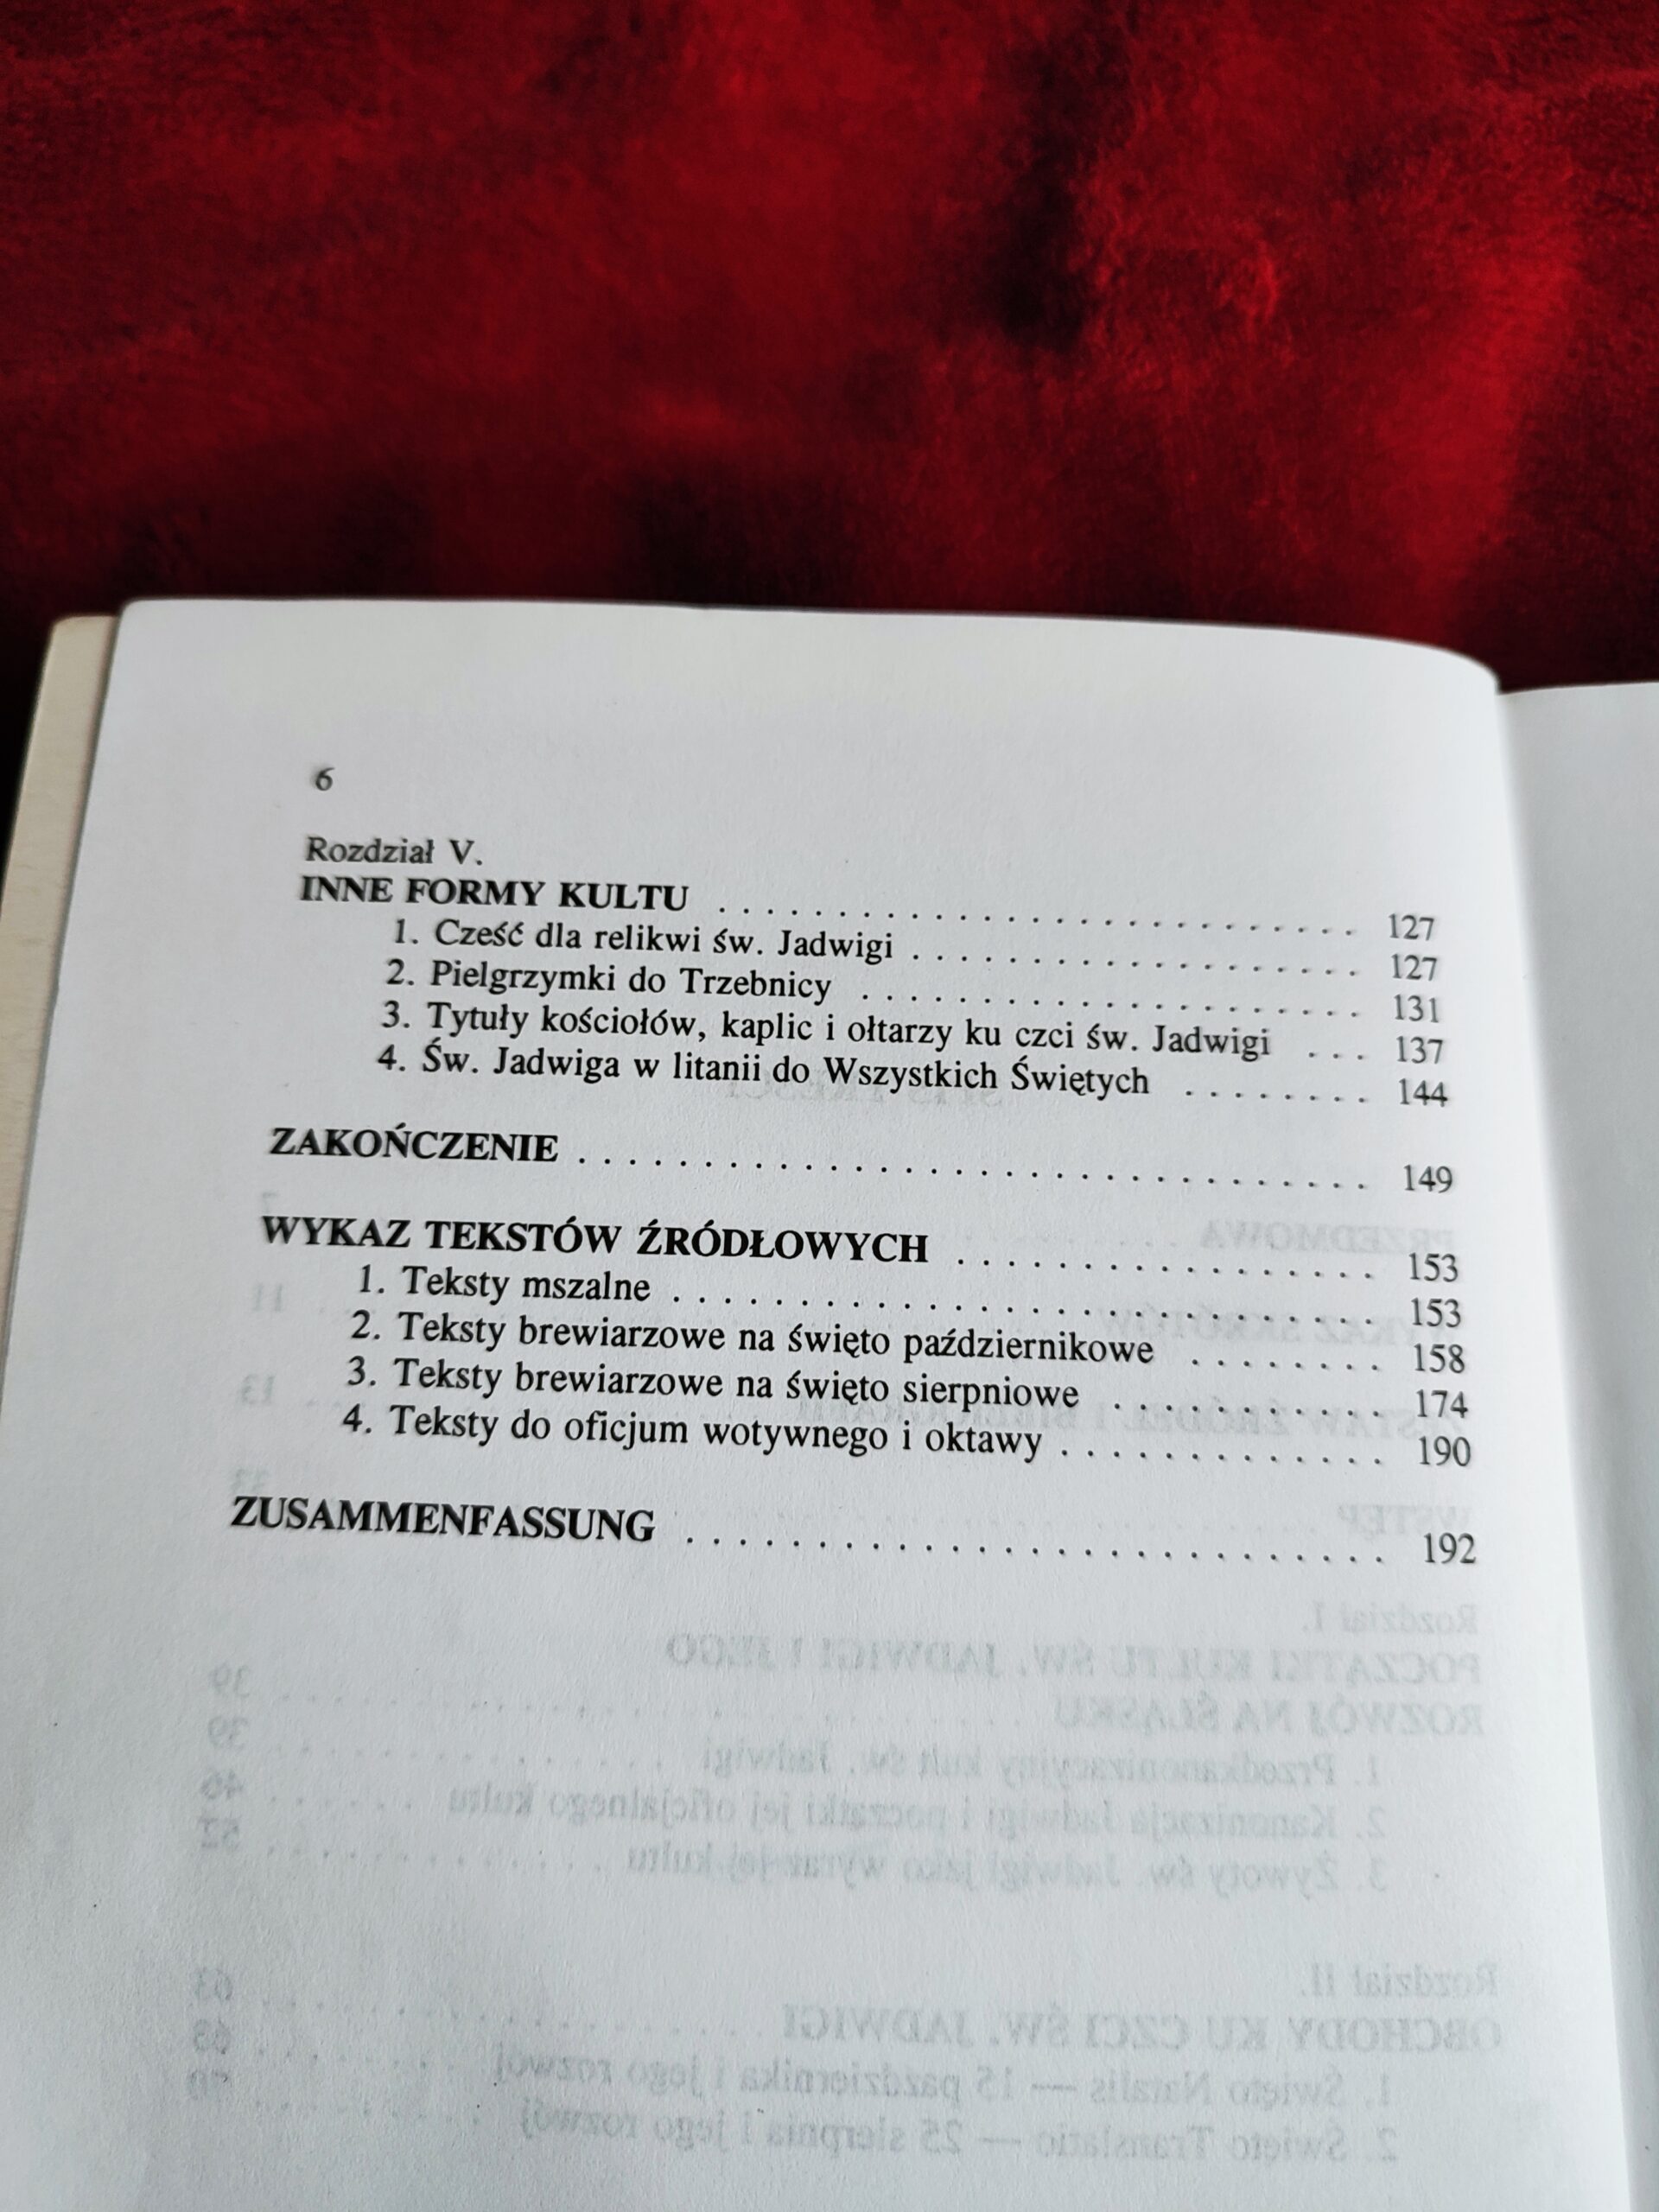 6
Rozdział V.
INNE FORMY KULTU . . . . . . . . . . . . . . . . . . . . . . . . . . 127
1. Cześć dla relikwi św. Jadwigi . . . . . . . . . . . . . . . . . . . 127
2. Pielgrzymki do Trzebnicy . . . . . . . . . . . . . . . . . . . . . 131
3. Tytuły kościołów, kaplic i ołtarzy ku czci św. Jadwigi . . . 137
4. Św. Jadwiga w litanii do Wszystkich Świętych . . . . . . . . 144
ZAKOŃCZENIE . . . . . . . . . . . . . . . . . . . . . . . . . . . . . . . . 149
WYKAZ TEKSTÓW ŹRÓDŁOWYCH . . . . . . . . . . . . . . . . . 153
1. Teksty mszalne . . . . . . . . . . . . . . . . . . . . . . . . . . . . 153
2. Teksty brewiarzowe na święto październikowe . . . . . . . . 158
3. Teksty brewiarzowe na święto sierpniowe . . . . . . . . . . . 174
4. Teksty do oficjum wotywnego i oktawy . . . . . . . . . . . . . 190
ZUSAMMENFASSUNG . . . . . . . . . . . . . . . . . . . . . . . . . . . 192